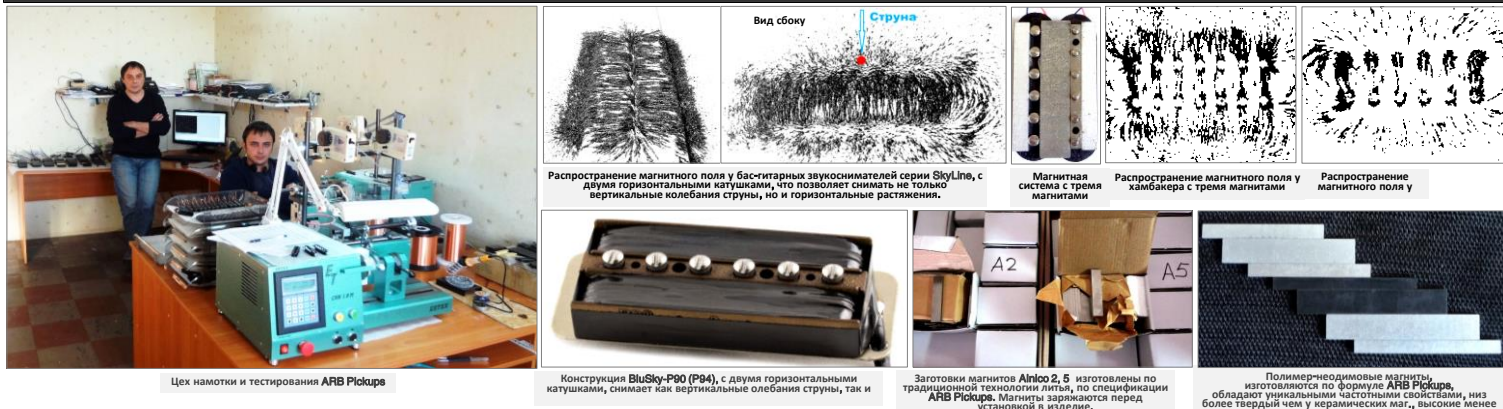 Вид сбоку
Струна
Распространение магнитного поля у бас-гитарных звукоснимателей серии SkyLine, с
двумя горизонтальными катушками, что позволяет снимать не только
вертикальные колебания струны, но и горизонтальные растяжения.
Магнитная
система с тремя
магнитами
Распространение магнитного поля у
хамбакера с тремя магнитами
Распространение
магнитного поля у
A2
A5
Цех намотки и тестирования ARB Pickups
Конструкция BluSky-P90 (P94), с двумя горизонтальными
катушками, снимает как вертикальные олебания струны, так и
Заготовки магнитов Alnico 2, 5 изготовлены по
традиционной технологии литья, по спецификации
ARB Pickups. Магниты заряжаются перед
установкой в изделие.
Полимер-неодимовые магниты,
изготовляются по формуле ARB Pickups,
обладают уникальными частотными свойствами, низ
более твердый чем у керамических маг., высокие менее